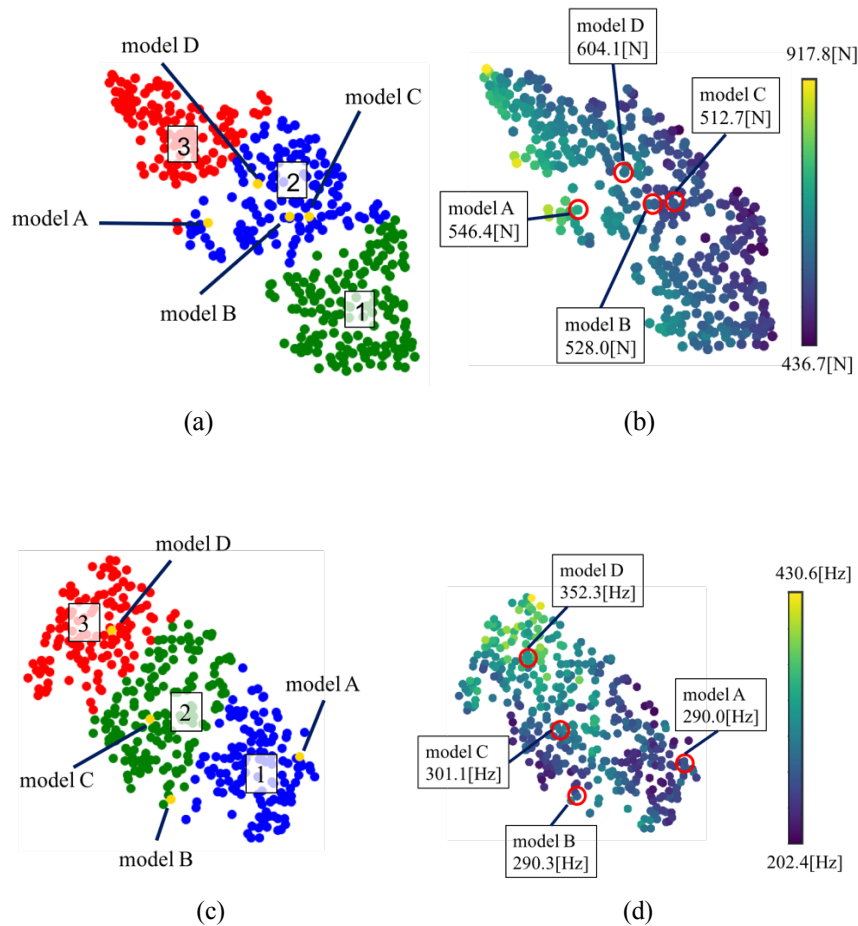 model D
model C
3
2
model A
model B
1
(a)
model D
604.1[N]
917.8[N]
model C
512.7[N]
model A
546.4[N]
model B
528.0[N]
436.7[N]
(b)
model D
3
model A
2
model C
1
model B
(c)
430.6[Hz]
model D
352.3[Hz]
model A
290.0[Hz]
model C
301.1[Hz]
model B
290.3[Hz]
202.4[Hz]
(d)